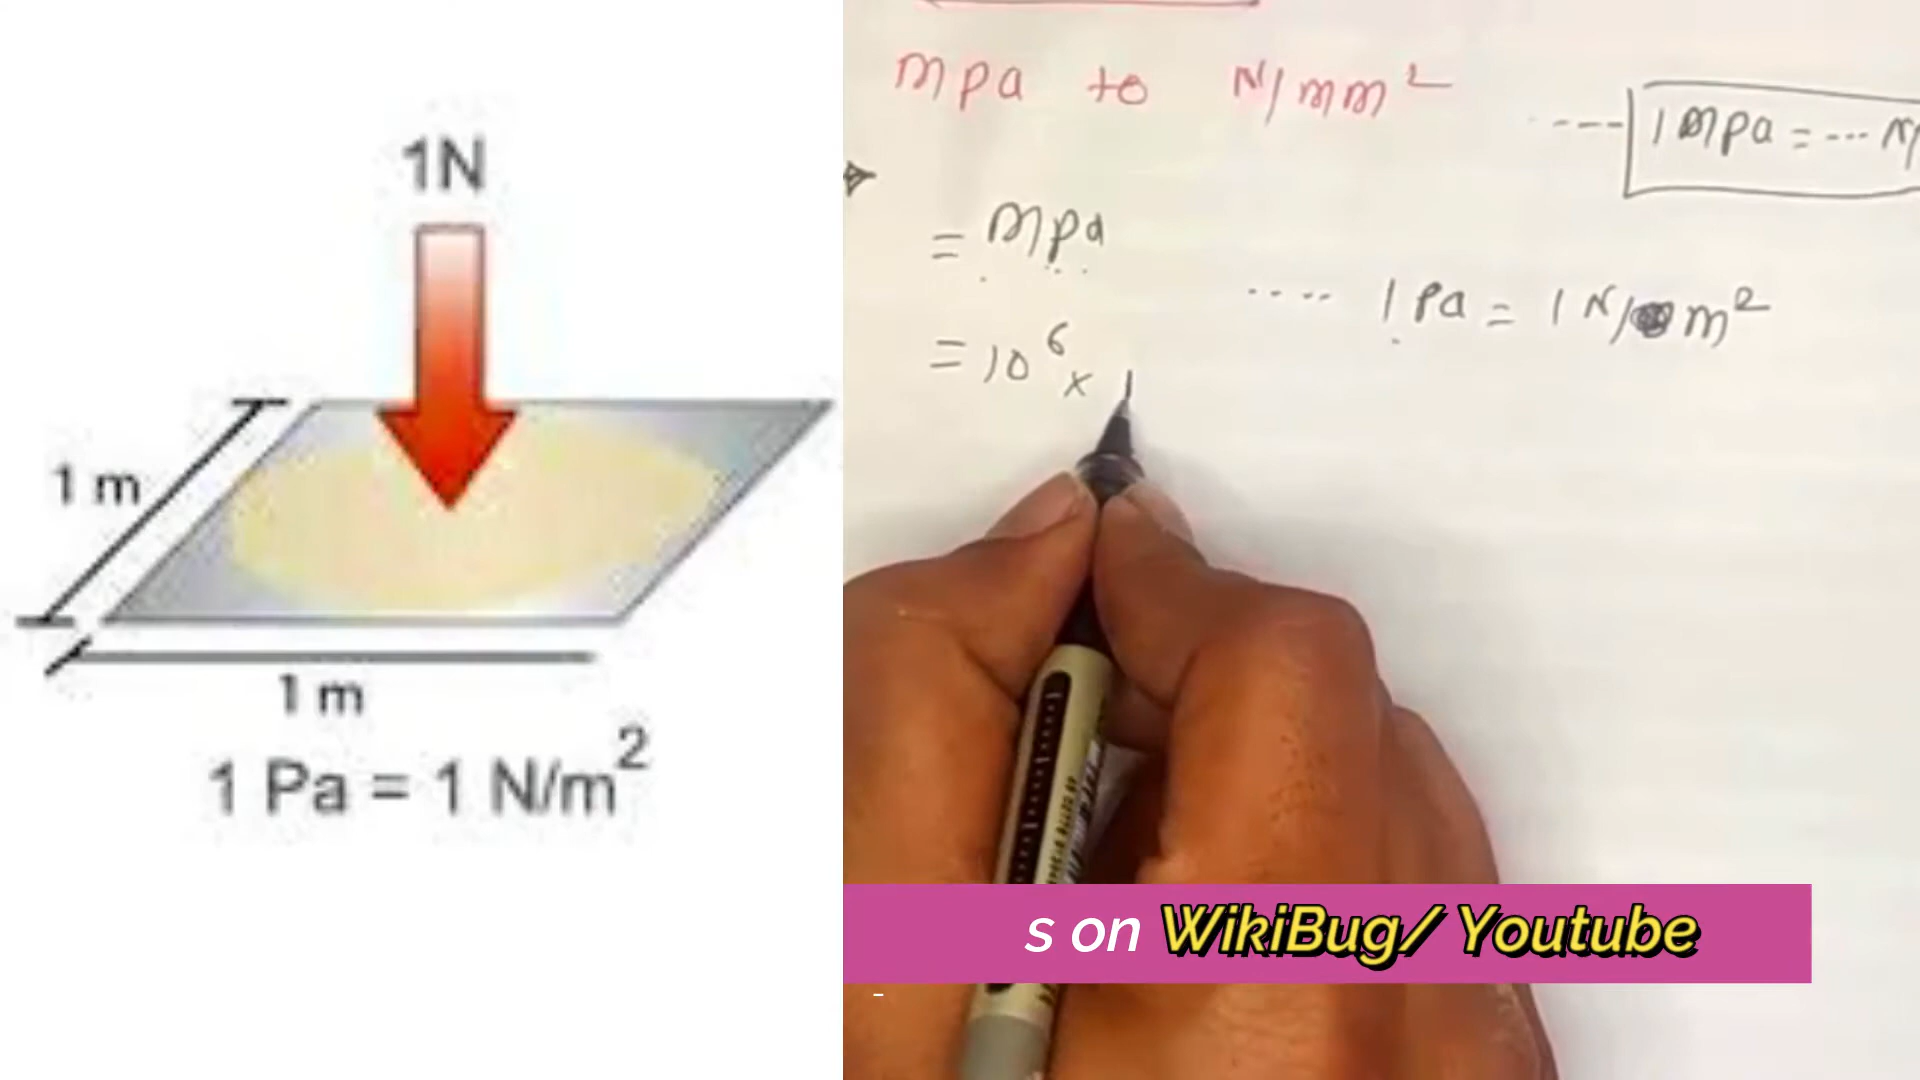 1N
1 m
1 m
1 Pa = 1 N/m²
mpa to N/mm²
---- 1 mpa = --- N/
= mpa
.... 1 Pa = 1 N/ m²
= 10⁶ x 1
s on WikiBug/ Youtube